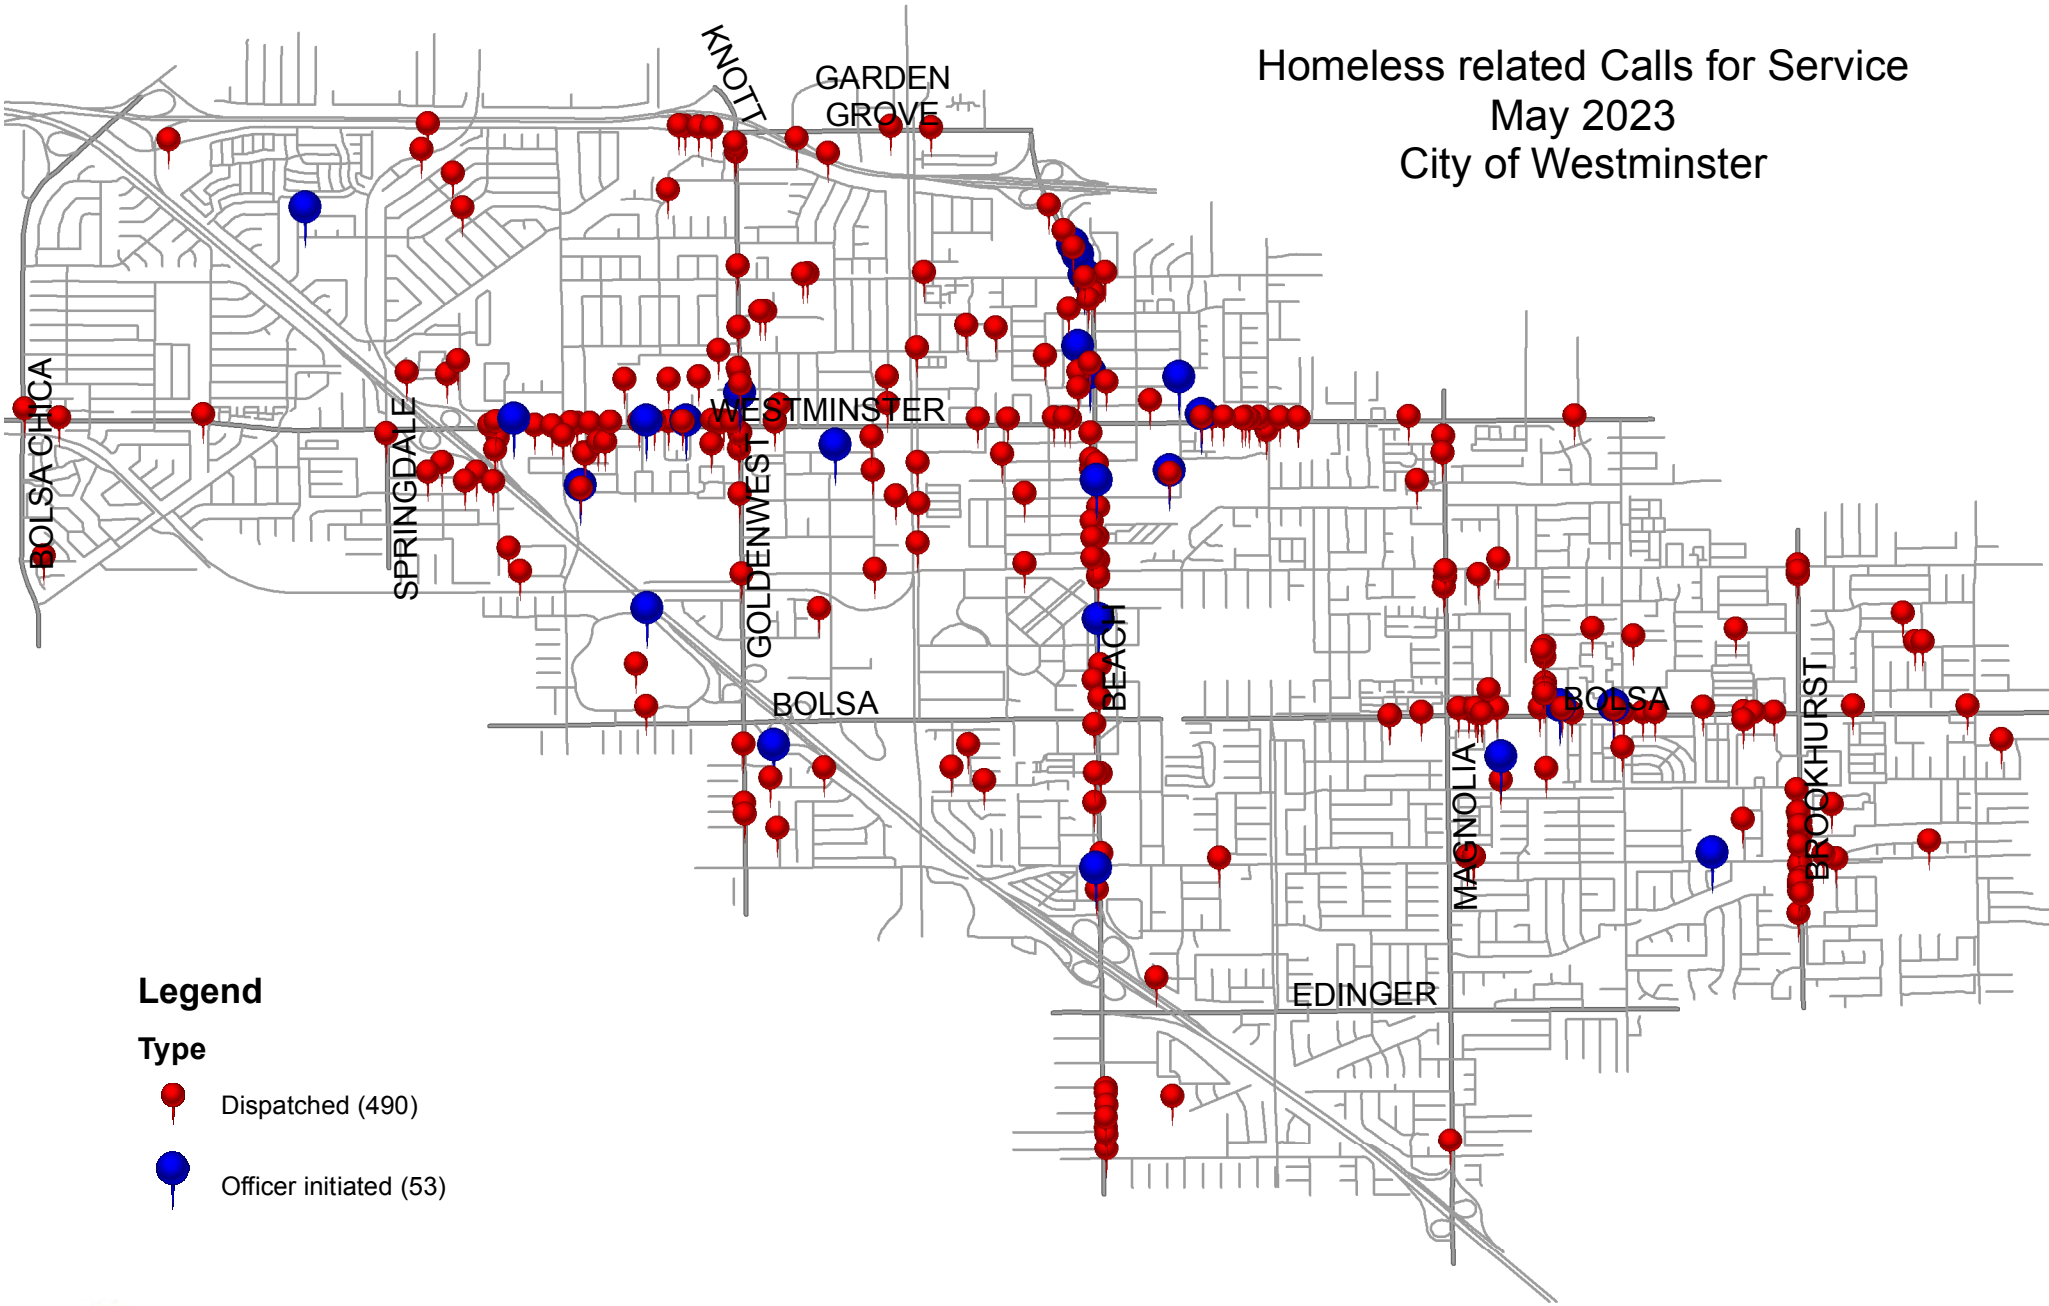 Homeless related Calls for Service
May 2023
City of Westminster
KNOTT
GARDEN
GROVE
BOLSA CHICA
SPRINGDALE
WESTMINSTER
GOLDENWEST
BOLSA
BEACH
BOLSA
MAGNOLIA
BROOKHURST
EDINGER
Legend
Type
Dispatched (490)
Officer initiated (53)